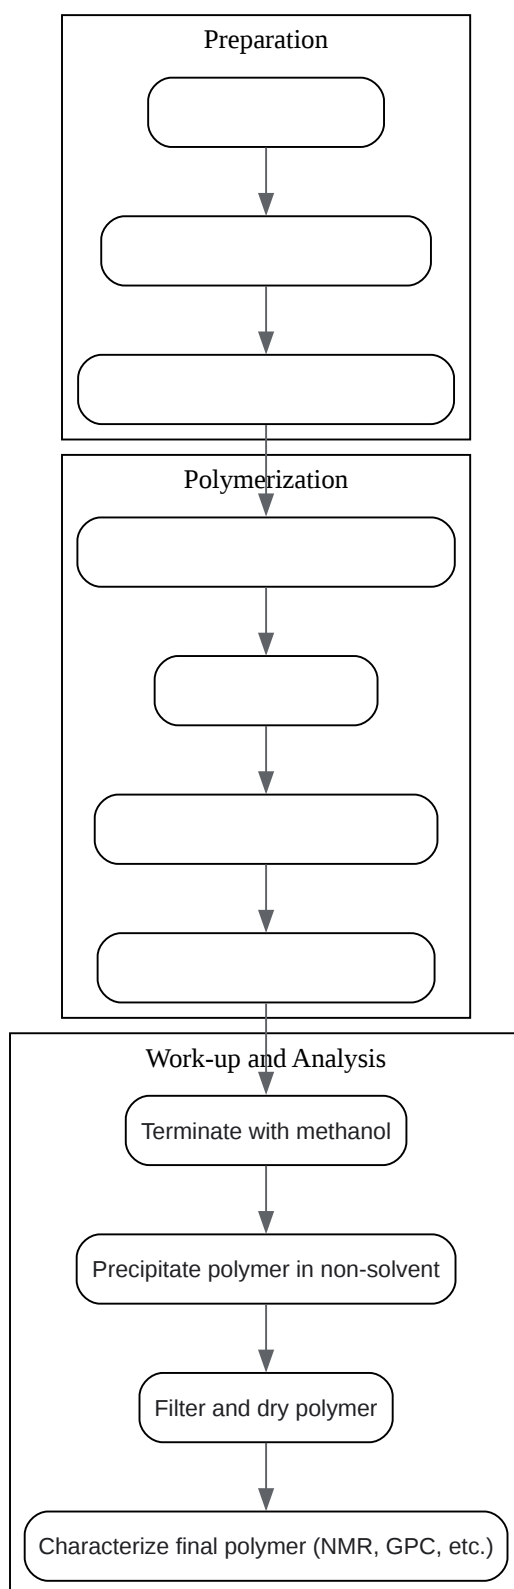 Preparation
Polymerization
Work-up and Analysis
Terminate with methanol
Precipitate polymer in non-solvent
Filter and dry polymer
Characterize final polymer (NMR, GPC, etc.)